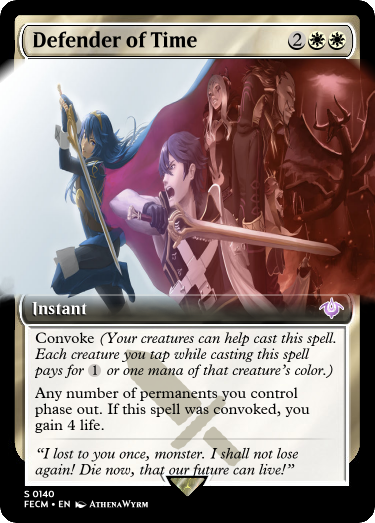 Defender of Time 2
Instant
Convoke (Your creatures can help cast this spell.
Each creature you tap while casting this spell
pays for 1 or one mana of that creature's color.)
Any number of permanents you control
phase out. If this spell was convoked, you
gain 4 life.
"I lost to you once, monster. I shall not lose
again! Die now, that our future can live!"
S 0140
FECM • EN AthenaWyrm